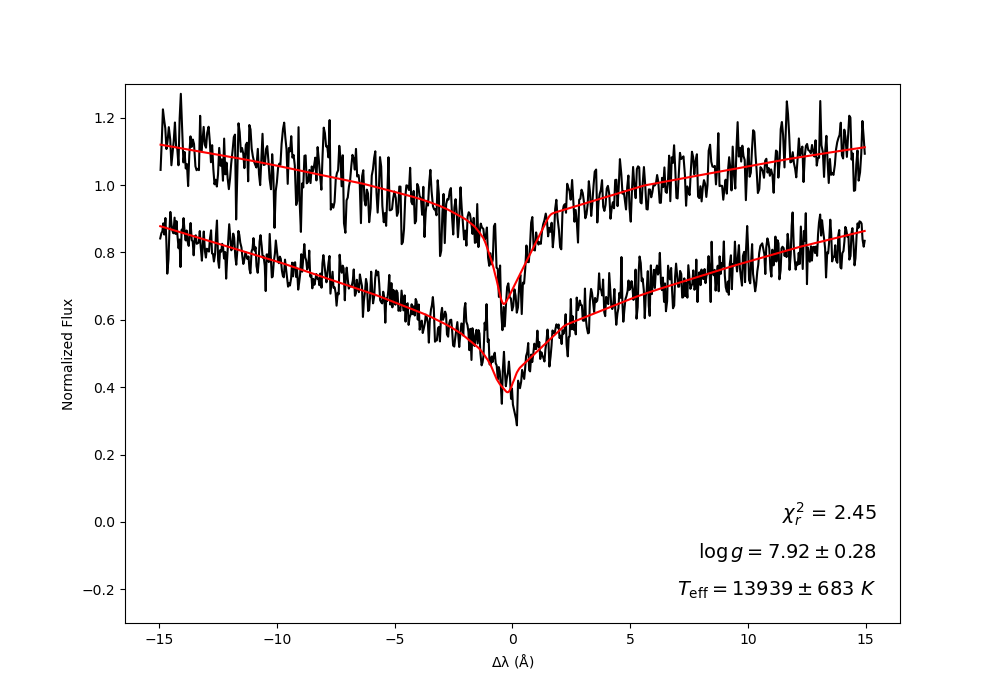 1.2
1.0
0.8
0.6
0.4
0.2
0.0
−0.2
Normalized Flux
χ²ᵣ = 2.45
log g = 7.92 ± 0.28
T_eff = 13939 ± 683 K
−15 −10 −5 0 5 10 15
Δλ (Å)